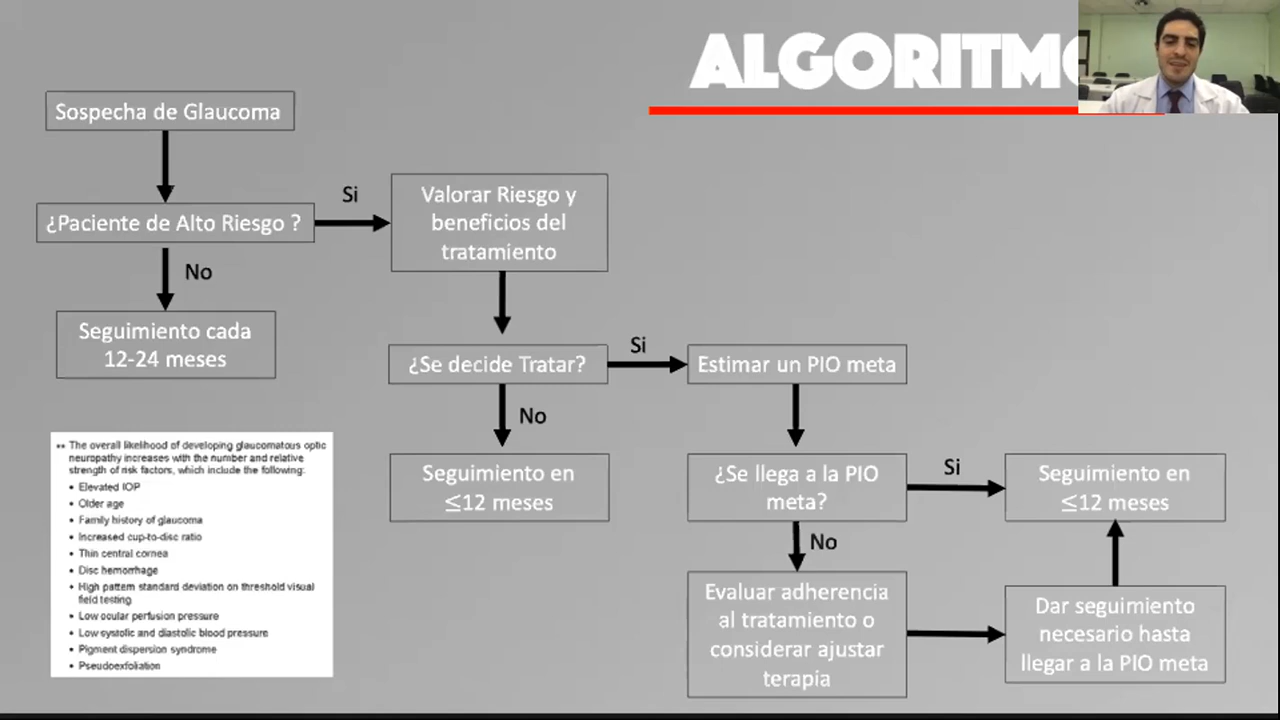 ALGORITMO
Sospecha de Glaucoma
¿Paciente de Alto Riesgo ?
Si
No
Seguimiento cada
12-24 meses
Valorar Riesgo y
beneficios del
tratamiento
¿Se decide Tratar?
Si
No
Seguimiento en
≤12 meses
Estimar un PIO meta
¿Se llega a la PIO
meta?
Si
No
Seguimiento en
≤12 meses
Evaluar adherencia
al tratamiento o
considerar ajustar
terapia
Dar seguimiento
necesario hasta
llegar a la PIO meta
** The overall likelihood of developing glaucomatous optic
neuropathy increases with the number and relative
strength of risk factors, which include the following:
• Elevated IOP
• Older age
• Family history of glaucoma
• Increased cup-to-disc ratio
• Thin central cornea
• Disc hemorrhage
• High pattern standard deviation on threshold visual
field testing
• Low ocular perfusion pressure
• Low systolic and diastolic blood pressure
• Pigment dispersion syndrome
• Pseudoexfoliation